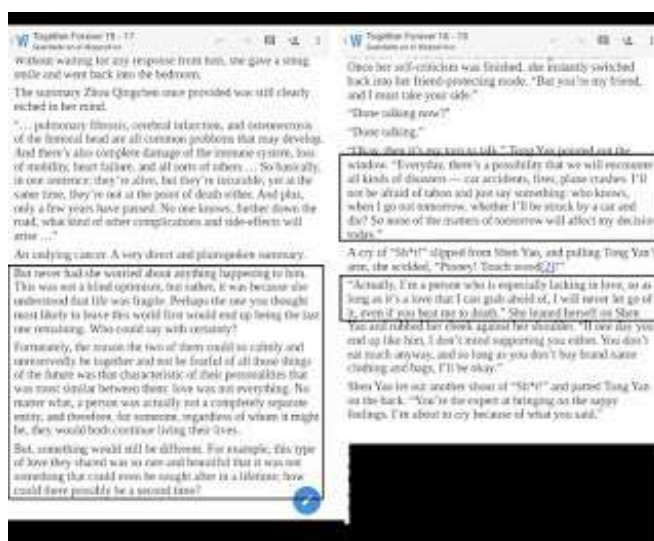 Together Forever 15 - 17
Without waiting for any response from him, she gave a smug
smile and went back into the bedroom.
The summary Zhou Qingchen once provided was still clearly
etched in her mind.
"… pulmonary fibrosis, cerebral infarction, and osteonecrosis
of the femoral head are all common problems that may develop.
And there's also complete damage of the immune system, loss
of mobility, heart failure, and all sorts of others … So basically,
in one sentence: they're alive, but they're incurable, yet at the
same time, they're not at the point of death either. And plus,
only a few years have passed. No one knows, further down the
road, what kind of other complications and side-effects will
arise …"
An undying cancer. A very direct and plainspoken summary.
But never had she worried about anything happening to him.
This was not a blind optimism, but rather, it was because she
understood that life was fragile. Perhaps the one you thought
most likely to leave this world first would end up being the last
one remaining. Who could say with certainty?
Fortunately, the reason the two of them could so calmly and
unreservedly be together and not be fearful of all those things
of the future was that characteristic of their personalities that
was most similar between them: love was not everything. No
matter what, a person was actually not a completely separate
entity, and therefore, for someone, regardless of whom it might
be, they would both continue living their lives.
But, something would still be different. For example, this type
of love they shared was so rare and beautiful that it was not
something that could even be sought after in a lifetime; how
could there possibly be a second time?
Together Forever 18 -
Once her self-criticism was finished, she instantly switched
back into her friend-protecting mode. "But you're my friend,
and I must take your side."
"Done talking now?"
"Done talking."
"Okay, then it's my turn to talk." Tong Yan pointed out the
window. "Everyday, there's a possibility that we will encounter
all kinds of disasters — car accidents, fires, plane crashes. I'll
not be afraid of taboo and just say something: who knows,
when I go out tomorrow, whether I'll be struck by a car and
die? So none of the matters of tomorrow will affect my decision
today."
A cry of "Sh*t!" slipped from Shen Yao, and pulling Tong Yan's
arm, she scolded, "Ptooey! Touch wood[2]!"
"Actually, I'm a person who is especially lacking in love, so as
long as it's a love that I can grab ahold of, I will never let go of
it, even if you beat me to death." She leaned herself on Shen
Yao and rubbed her cheek against her shoulder. "If one day you
end up like him, I don't mind supporting you either. You don't
eat much anyway, and so long as you don't buy brand name
clothing and bags, I'll be okay."
Shen Yao let out another shout of "Sh*t!" and patted Tong Yan
on the back. "You're the expert at bringing on the sappy
feelings. I'm about to cry because of what you said."